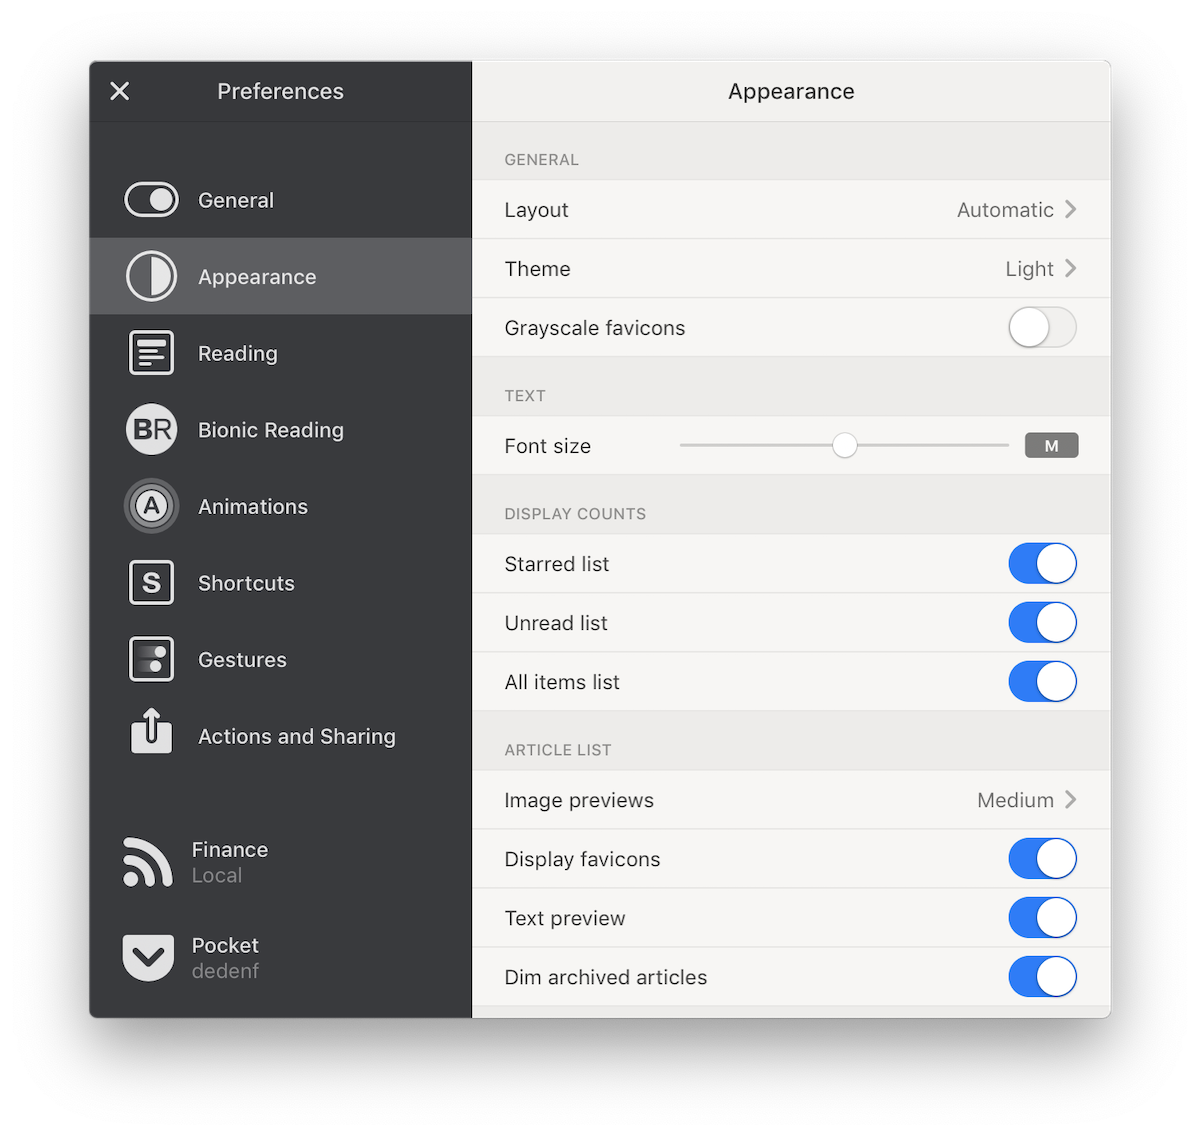 Preferences
General
Appearance
Reading
BR Bionic Reading
A Animations
S Shortcuts
Gestures
Actions and Sharing
Finance
Local
Pocket
dedenf
Appearance
GENERAL
Layout Automatic
Theme Light
Grayscale favicons
TEXT
Font size M
DISPLAY COUNTS
Starred list
Unread list
All items list
ARTICLE LIST
Image previews Medium
Display favicons
Text preview
Dim archived articles